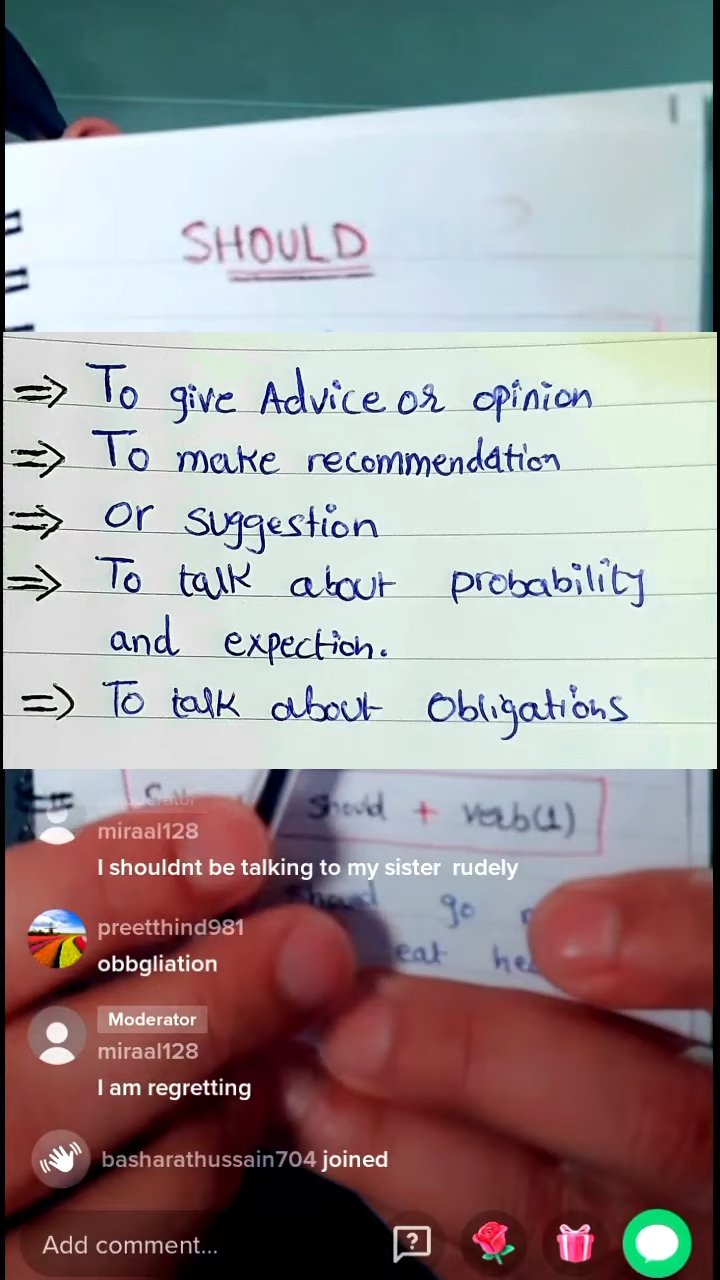 SHOULD
⇒ To give Advice or opinion
⇒ To make recommendation
⇒ or suggestion
⇒ To talk about probability
and expection.
⇒ To talk about Obligations
Should + Verb(1)
miraal128
I shouldnt be talking to my sister rudely
go
eat
preetthind981
obbgliation
Moderator
miraal128
I am regretting
basharathussain704 joined
Add comment...